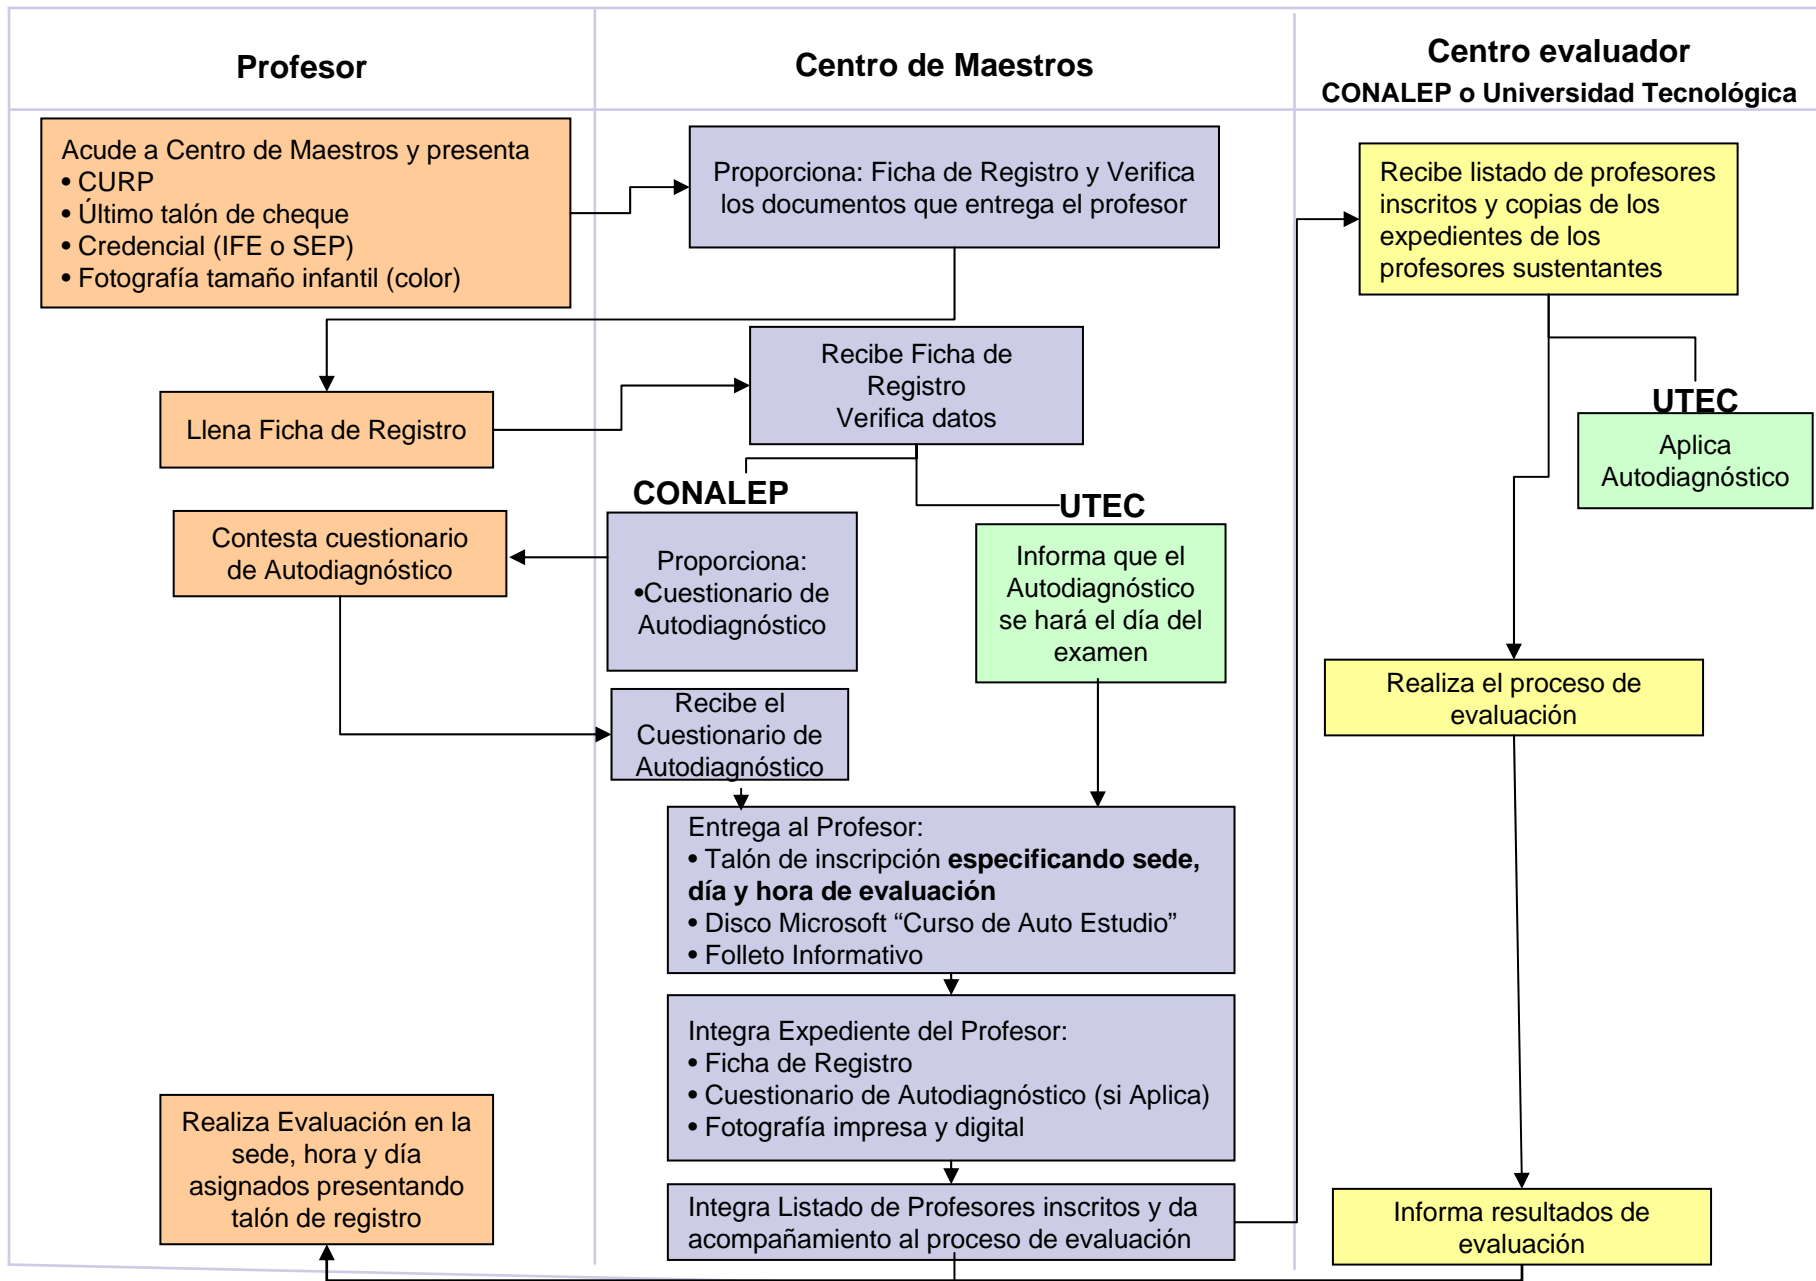 Profesor
Centro de Maestros
Centro evaluador
CONALEP o Universidad Tecnológica
Acude a Centro de Maestros y presenta
• CURP
• Último talón de cheque
• Credencial (IFE o SEP)
• Fotografía tamaño infantil (color)
Proporciona: Ficha de Registro y Verifica
los documentos que entrega el profesor
Recibe listado de profesores
inscritos y copias de los
expedientes de los
profesores sustentantes
Llena Ficha de Registro
Recibe Ficha de
Registro
Verifica datos
UTEC
Aplica
Autodiagnóstico
CONALEP
UTEC
Contesta cuestionario
de Autodiagnóstico
Proporciona:
•Cuestionario de
Autodiagnóstico
Informa que el
Autodiagnóstico
se hará el día del
examen
Recibe el
Cuestionario de
Autodiagnóstico
Realiza el proceso de
evaluación
Entrega al Profesor:
• Talón de inscripción especificando sede,
día y hora de evaluación
• Disco Microsoft “Curso de Auto Estudio”
• Folleto Informativo
Integra Expediente del Profesor:
• Ficha de Registro
• Cuestionario de Autodiagnóstico (si Aplica)
• Fotografía impresa y digital
Realiza Evaluación en la
sede, hora y día
asignados presentando
talón de registro
Integra Listado de Profesores inscritos y da
acompañamiento al proceso de evaluación
Informa resultados de
evaluación